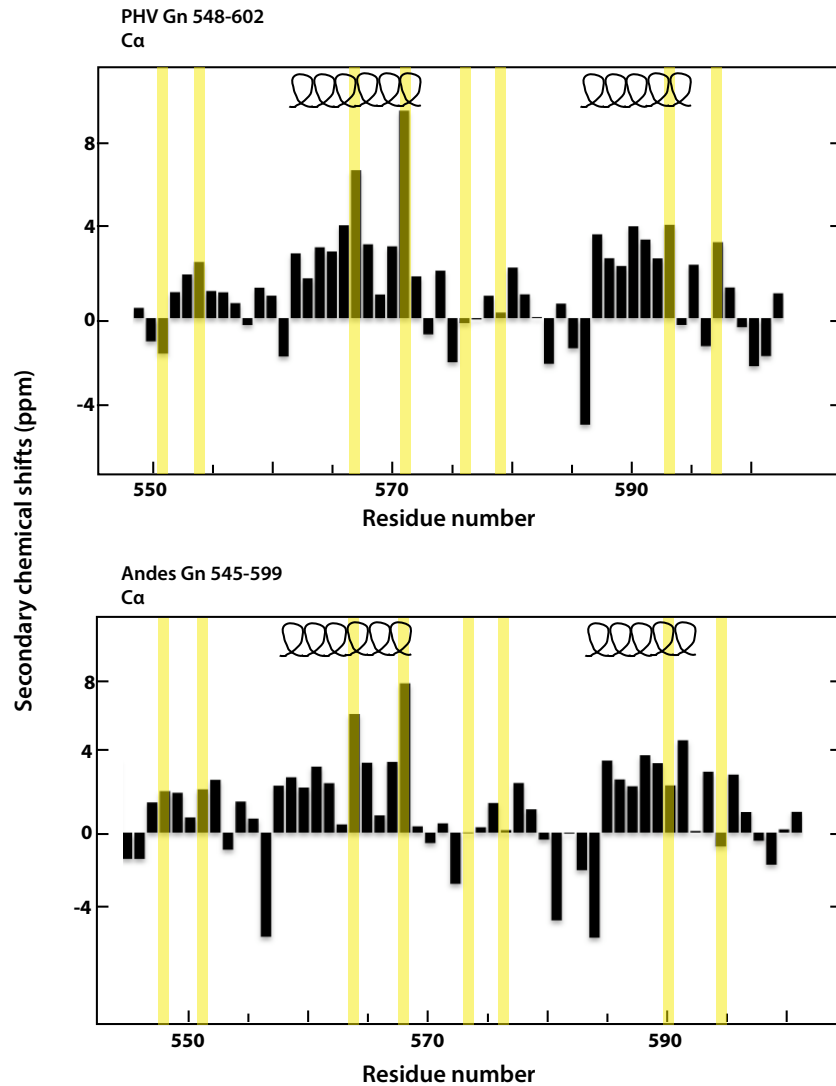 PHV Gn 548-602
Cα
8
4
0
-4
550
570
590
Residue number
Secondary chemical shifts (ppm)
Andes Gn 545-599
Cα
8
4
0
-4
550
570
590
Residue number